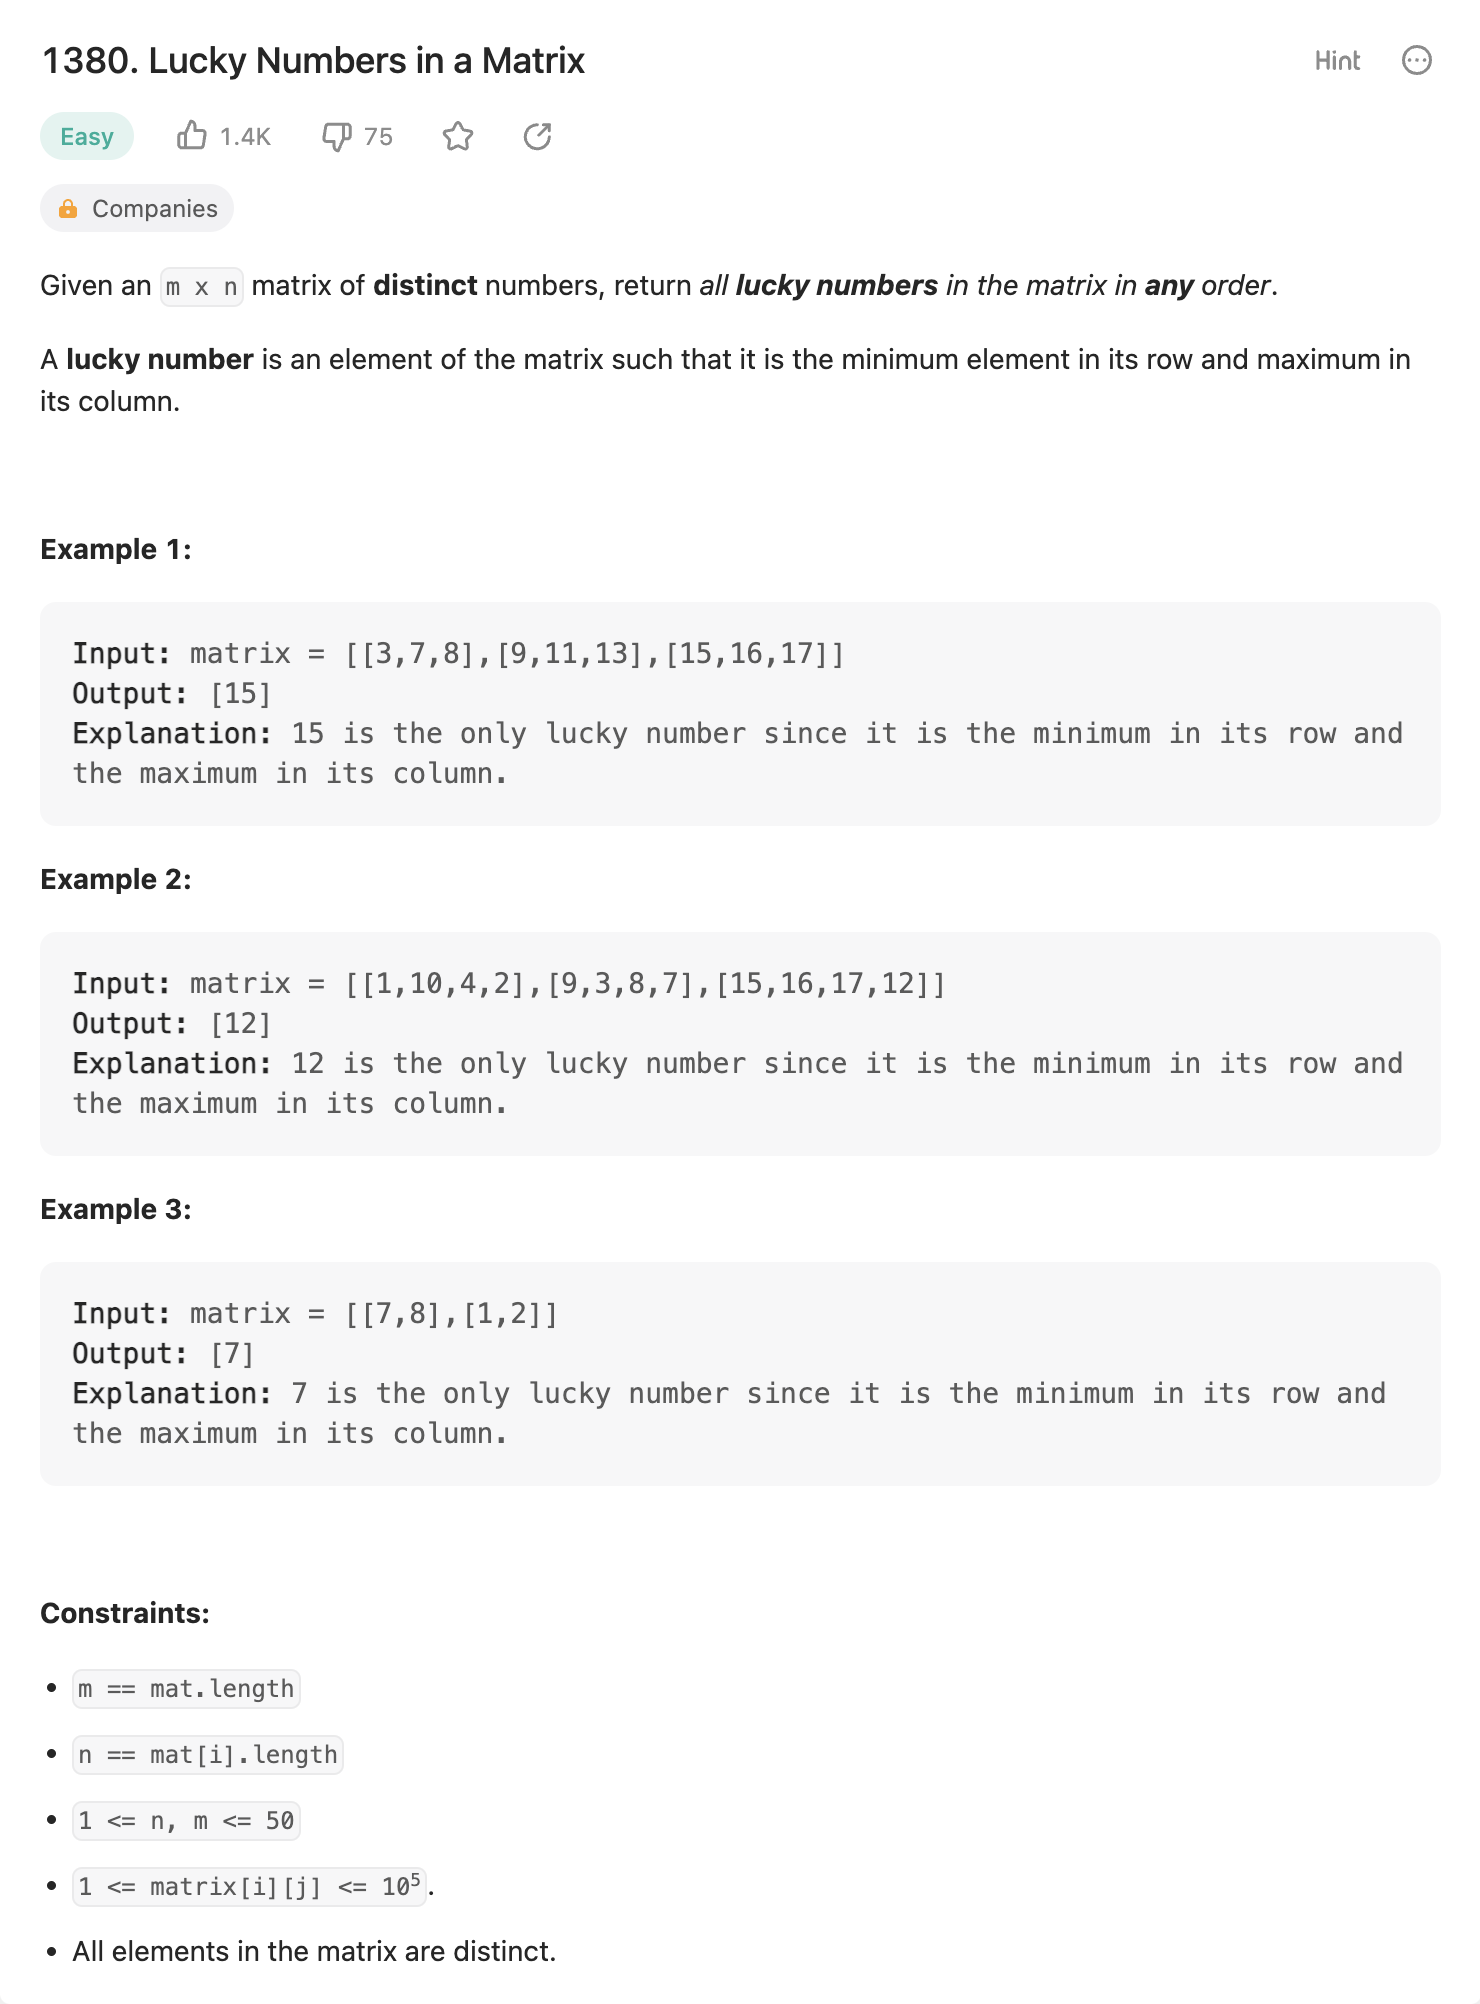 1380. Lucky Numbers in a Matrix
Hint
Easy
1.4K
75
Companies
Given an m x n matrix of distinct numbers, return all lucky numbers in the matrix in any order.
A lucky number is an element of the matrix such that it is the minimum element in its row and maximum in
its column.
Example 1:
Input: matrix = [[3,7,8],[9,11,13],[15,16,17]]
Output: [15]
Explanation: 15 is the only lucky number since it is the minimum in its row and
the maximum in its column.
Example 2:
Input: matrix = [[1,10,4,2],[9,3,8,7],[15,16,17,12]]
Output: [12]
Explanation: 12 is the only lucky number since it is the minimum in its row and
the maximum in its column.
Example 3:
Input: matrix = [[7,8],[1,2]]
Output: [7]
Explanation: 7 is the only lucky number since it is the minimum in its row and
the maximum in its column.
Constraints:
• m == mat.length
• n == mat[i].length
• 1 <= n, m <= 50
• 1 <= matrix[i][j] <= 10⁵.
• All elements in the matrix are distinct.